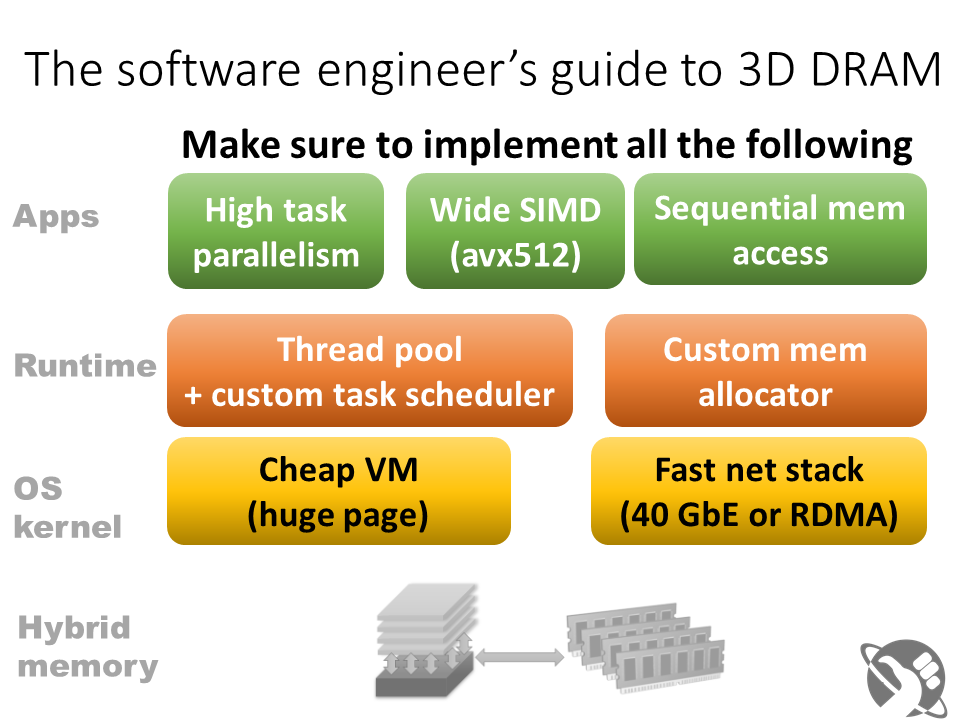 The software engineer’s guide to 3D DRAM
Make sure to implement all the following
Apps
High task
parallelism
Wide SIMD
(avx512)
Sequential mem
access
Runtime
Thread pool
+ custom task scheduler
Custom mem
allocator
OS
kernel
Cheap VM
(huge page)
Fast net stack
(40 GbE or RDMA)
Hybrid
memory